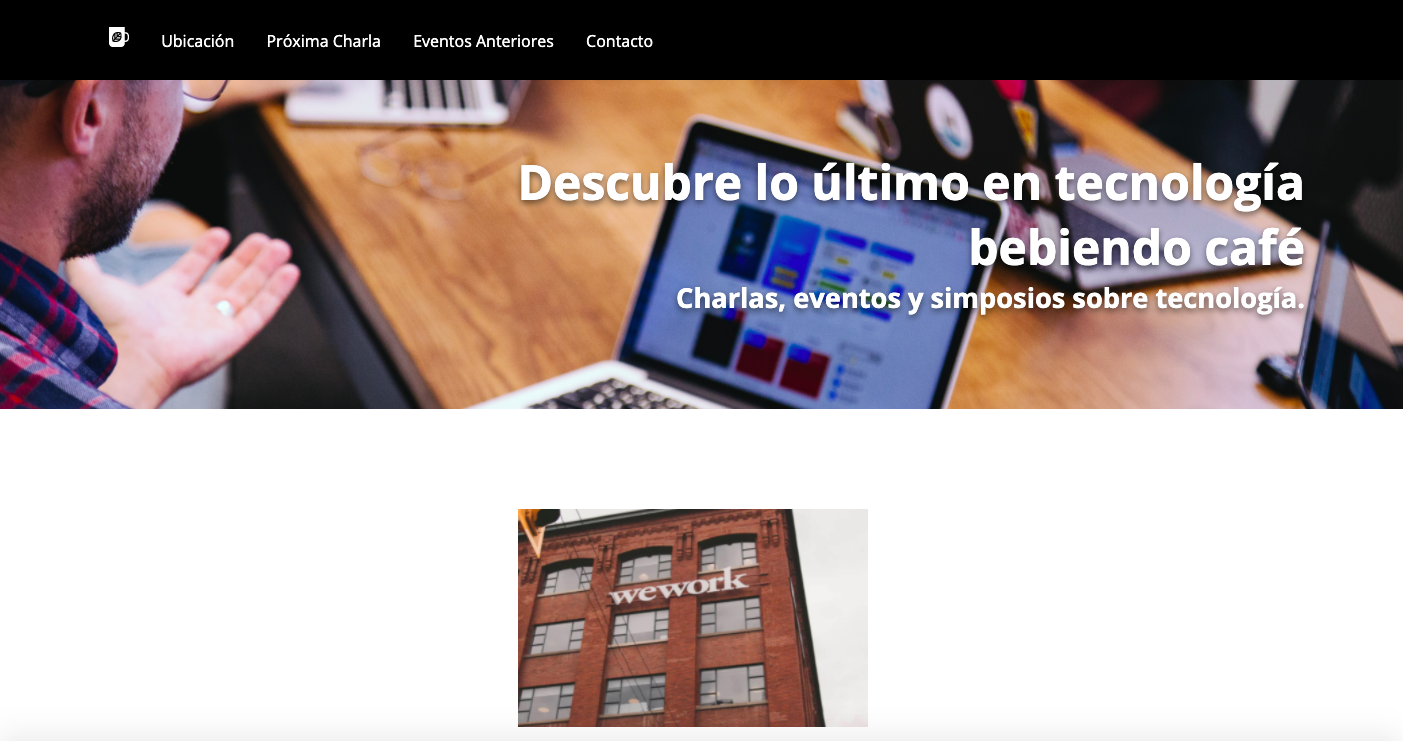 Ubicación Próxima Charla Eventos Anteriores Contacto
Descubre lo último en tecnología
bebiendo café
Charlas, eventos y simposios sobre tecnología.
wework